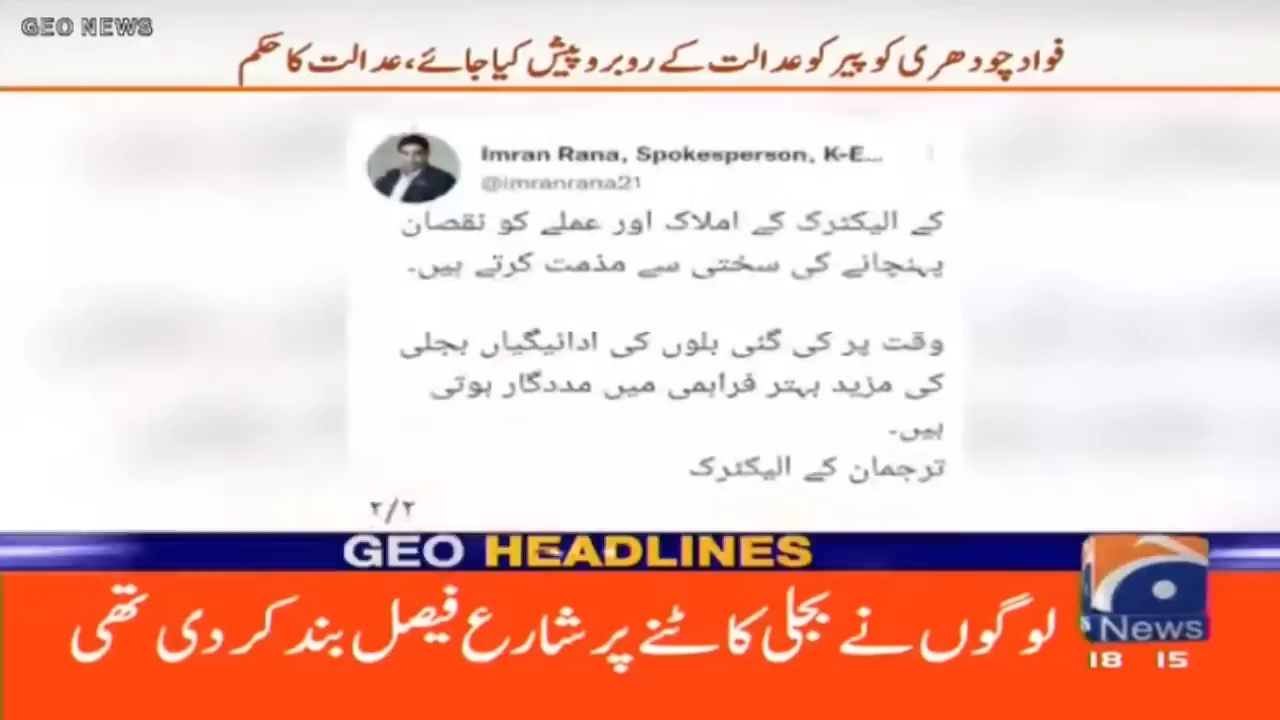 GEO NEWS
فواد چودھری کو پیر کو عدالت کے روبرو پیش کیا جائے، عدالت کا حکم
Imran Rana, Spokesperson, K-E...
@imranrana21
کے الیکٹرک کے املاک اور عملے کو نقصان
پہنچانے کی سختی سے مذمت کرتے ہیں۔
وقت پر کی گئی بلوں کی ادائیگیاں بجلی
کی مزید بہتر فراہمی میں مددگار ہوتی
ہیں۔
ترجمان کے الیکٹرک
۲/۲
GEO HEADLINES
لوگوں نے بجلی کاٹنے پر شارع فیصل بند کر دی تھی
News
18 15